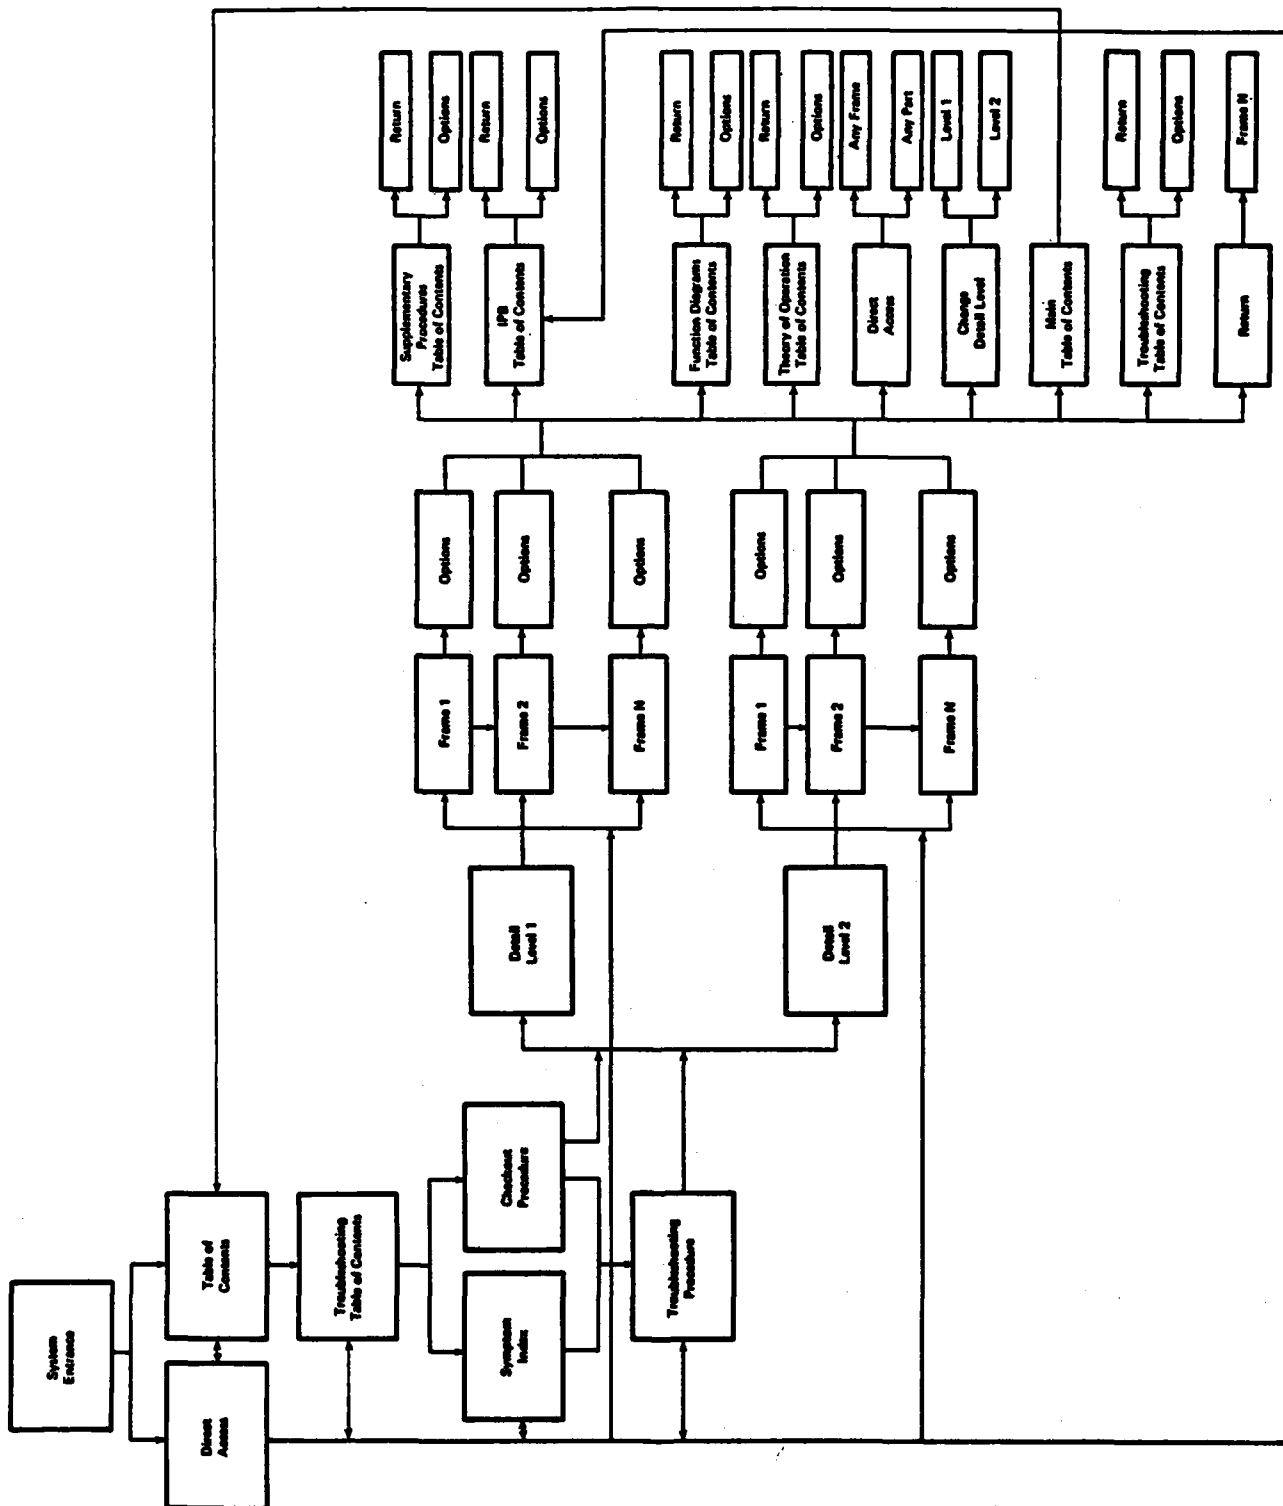 System
Entrance
Direct
Access
Table of
Contents
Troubleshooting
Table of Contents
Symptom
Index
Checkout
Procedure
Troubleshooting
Procedure
Detail
Level 1
Detail
Level 2
Frame 1
Frame 2
Frame N
Frame 1
Frame 2
Frame N
Options
Options
Options
Options
Options
Options
Supplementary
Procedures
Table of Contents
IPB
Table of Contents
Function Diagrams
Table of Contents
Theory of Operation
Table of Contents
Direct
Access
Change
Detail Level
Main
Table of Contents
Troubleshooting
Table of Contents
Return
Return
Options
Return
Options
Return
Options
Return
Options
Any Frame
Any Part
Level 1
Level 2
Return
Options
Frame N